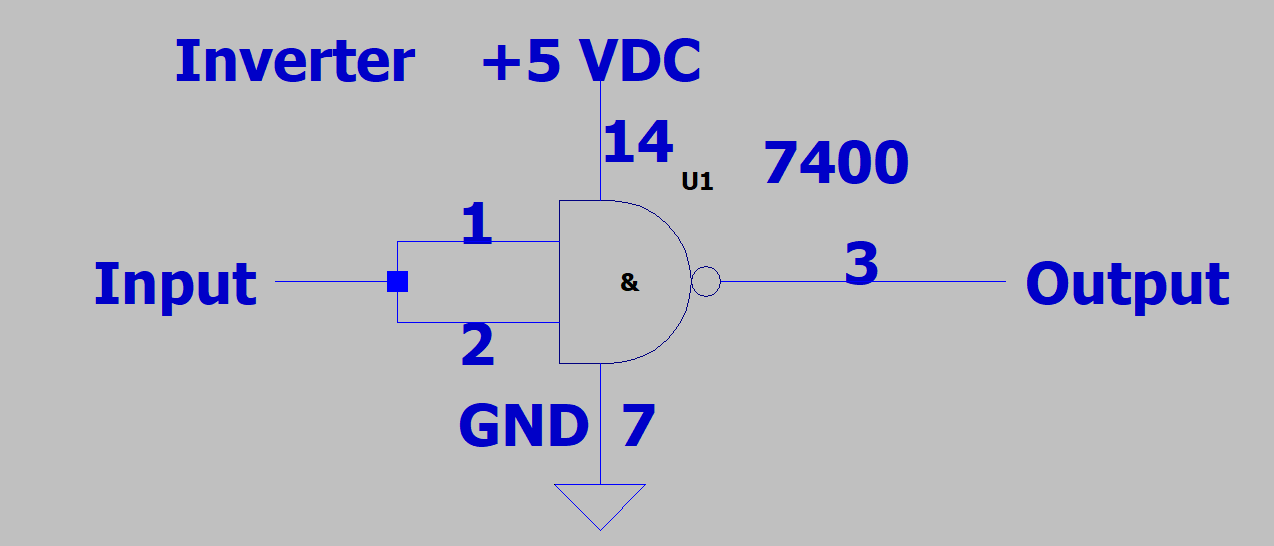 Inverter +5 VDC
14
U1 7400
1
Input & 3 Output
2
GND 7